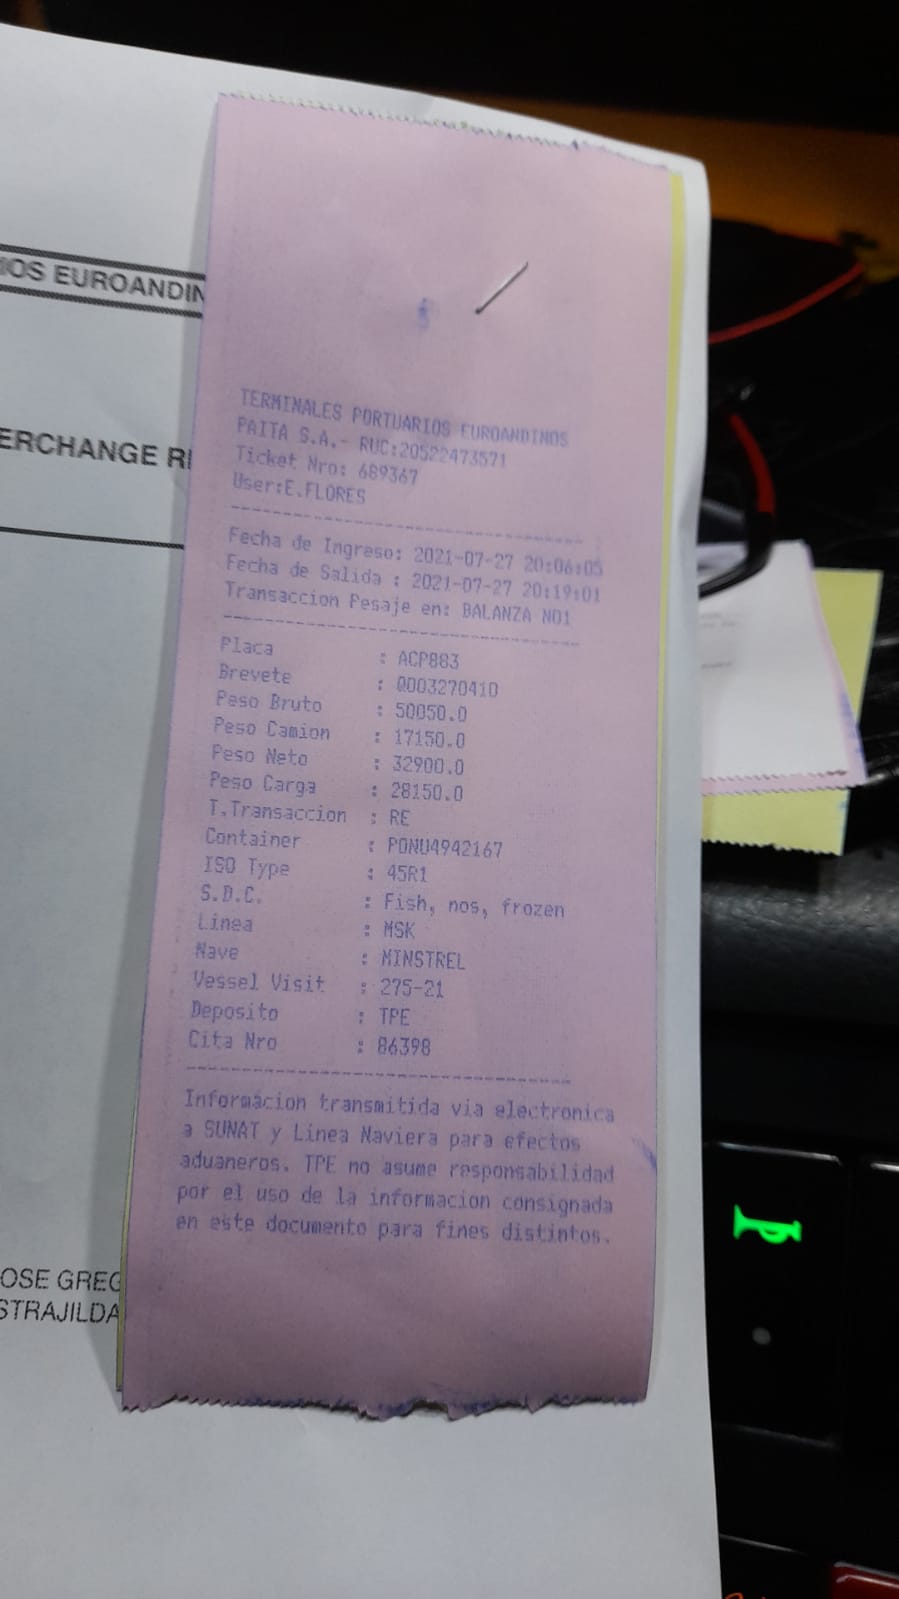 IOS EUROANDIN
ERCHANGE R
TERMINALES PORTUARIOS EUROANDINOS
PAITA S.A.- RUC:20522473571
Ticket Nro: 689367
User:E.FLORES
Fecha de Ingreso: 2021-07-27 20:06:05
Fecha de Salida : 2021-07-27 20:19:01
Transaccion Pesaje en: BALANZA NO1
Placa : ACP883
Brevete : Q00327041D
Peso Bruto : 50050.0
Peso Camion : 17150.0
Peso Neto : 32900.0
Peso Carga : 28150.0
T.Transaccion : RE
Container : PONU4942167
ISO Type : 45R1
S.D.C. : Fish, nos, frozen
Linea : MSK
Nave : MINSTREL
Vessel Visit : 275-21
Deposito : TPE
Cita Nro : 86398
Informacion transmitida via electronica
a SUNAT y Linea Naviera para efectos
aduaneros. TPE no asume responsabilidad
por el uso de la informacion consignada
en este documento para fines distintos.
OSE GREG
STRAJILDA